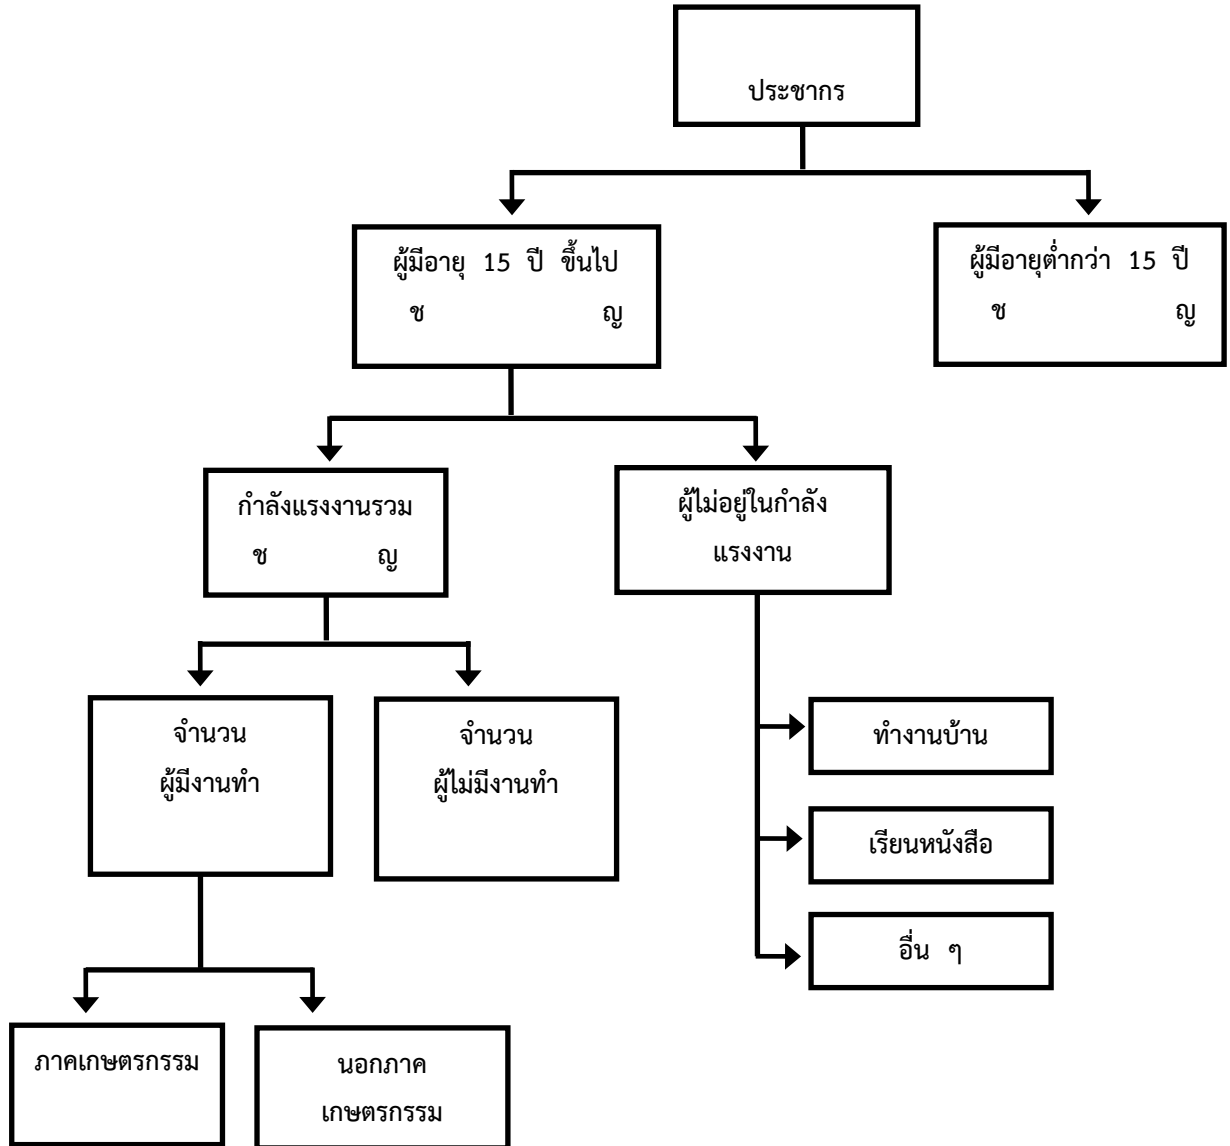 ประชากร
ผู้มีอายุ 15 ปี ขึ้นไป
ช ญ
ผู้มีอายุต่ำกว่า 15 ปี
ช ญ
กำลังแรงงานรวม
ช ญ
ผู้ไม่อยู่ในกำลัง
แรงงาน
จำนวน
ผู้มีงานทำ
จำนวน
ผู้ไม่มีงานทำ
ทำงานบ้าน
เรียนหนังสือ
อื่น ๆ
ภาคเกษตรกรรม
นอกภาค
เกษตรกรรม